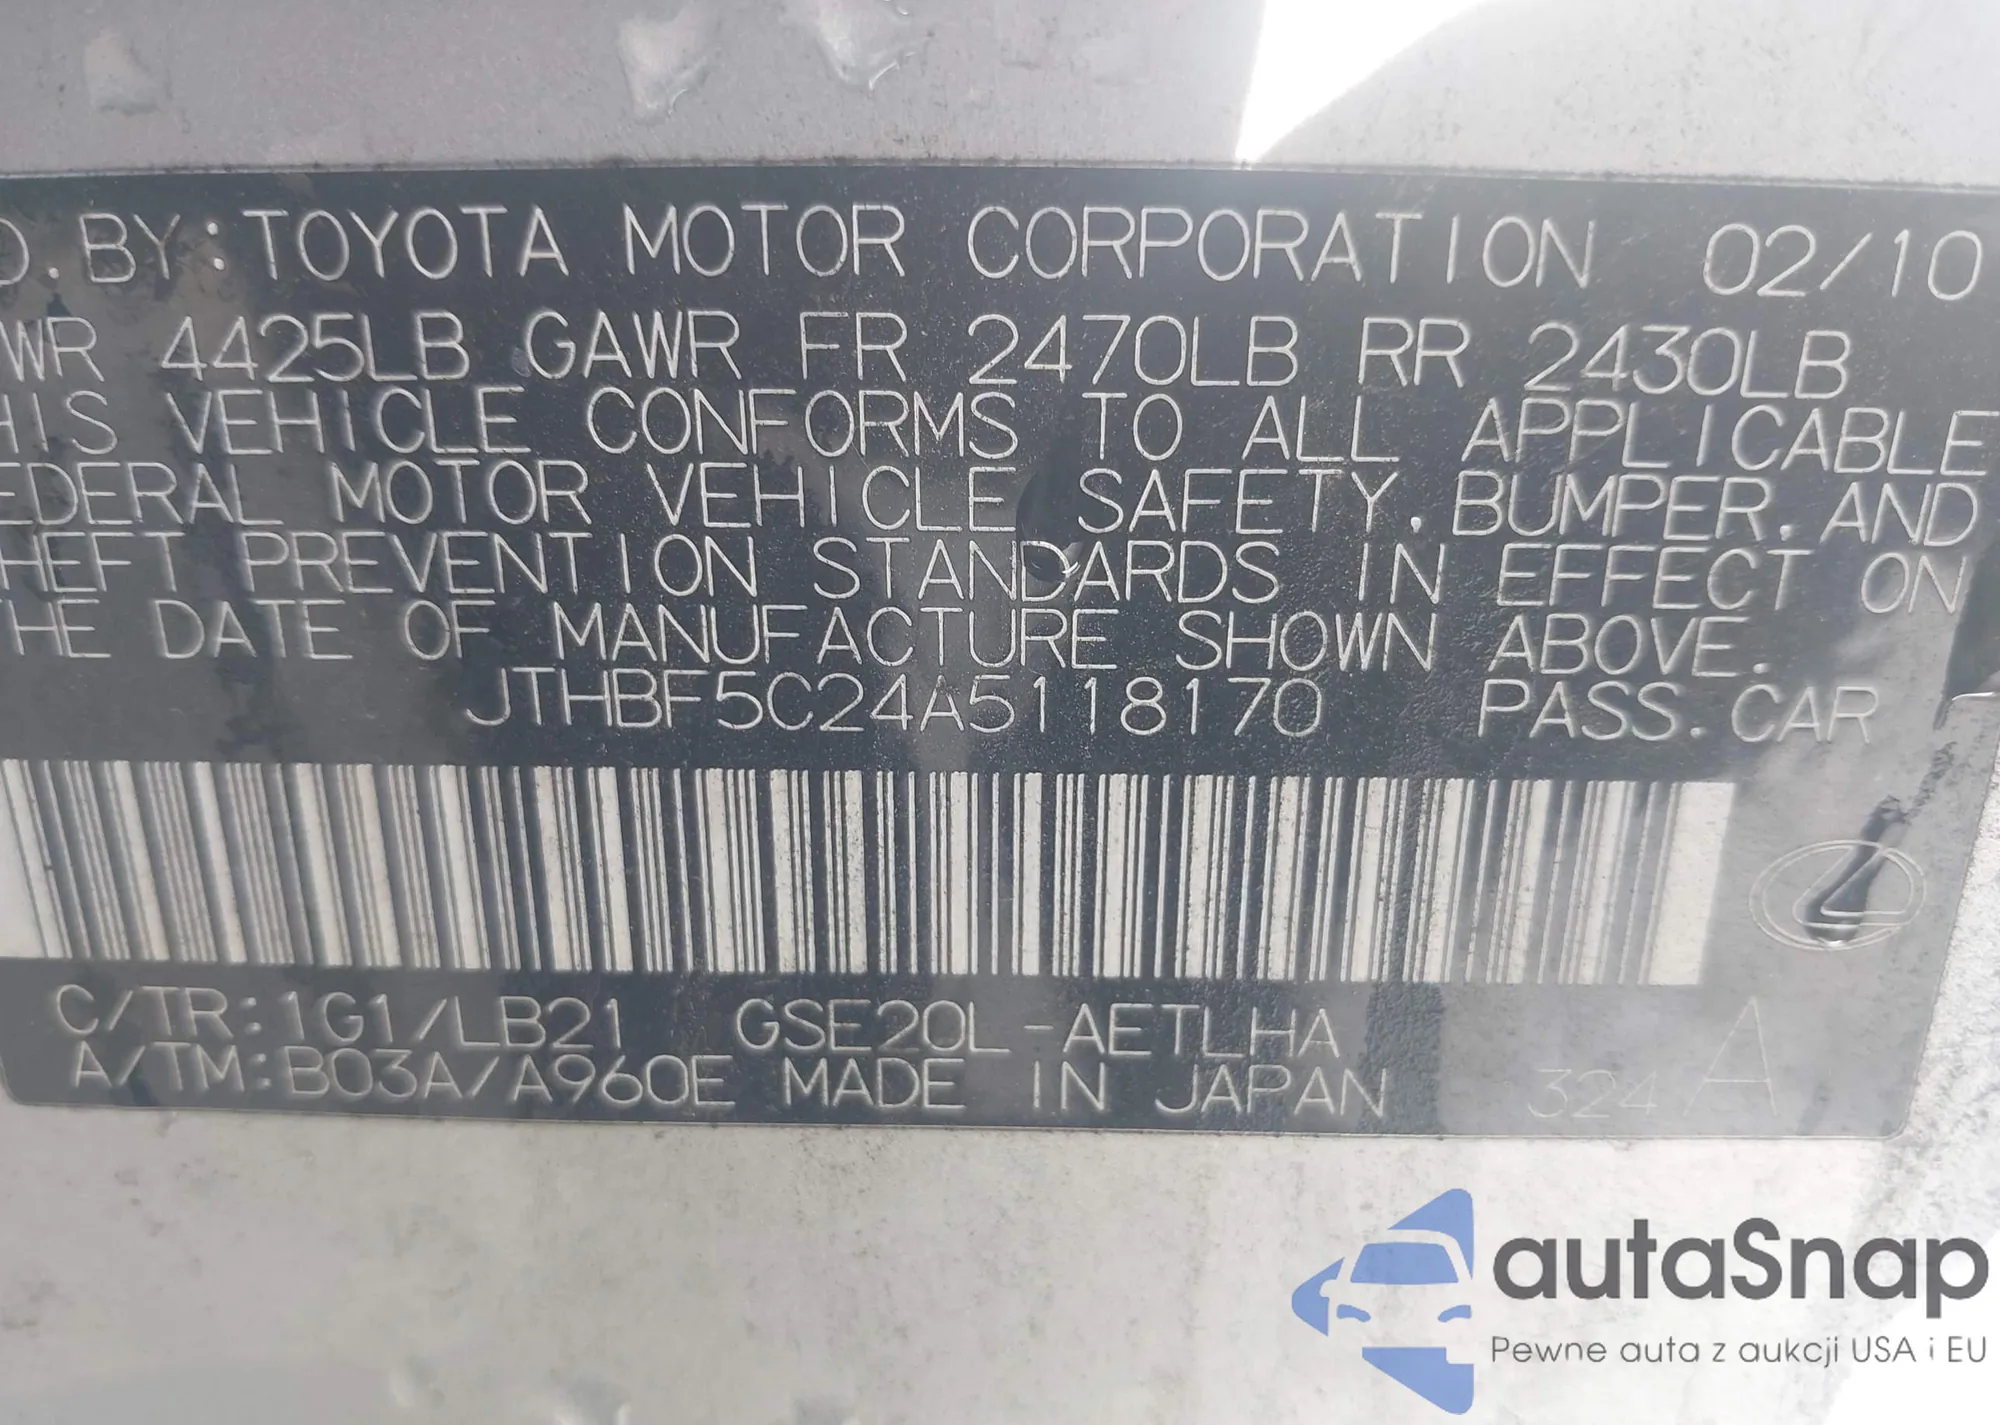 D. BY: TOYOTA MOTOR CORPORATION 02/10
WR 4425LB GAWR FR 2470LB RR 2430LB
HIS VEHICLE CONFORMS TO ALL APPLICABLE
EDERAL MOTOR VEHICLE SAFETY, BUMPER, AND
HEFT PREVENTION STANDARDS IN EFFECT ON
HE DATE OF MANUFACTURE SHOWN ABOVE.
JTHBF5C24A5118170 PASS. CAR
C/TR: 1G1/LB21 GSE20L-AETLHA
A/TM: B03A/A960E MADE IN JAPAN 324 A
autaSnap
Pewne auta z aukcji USA i EU